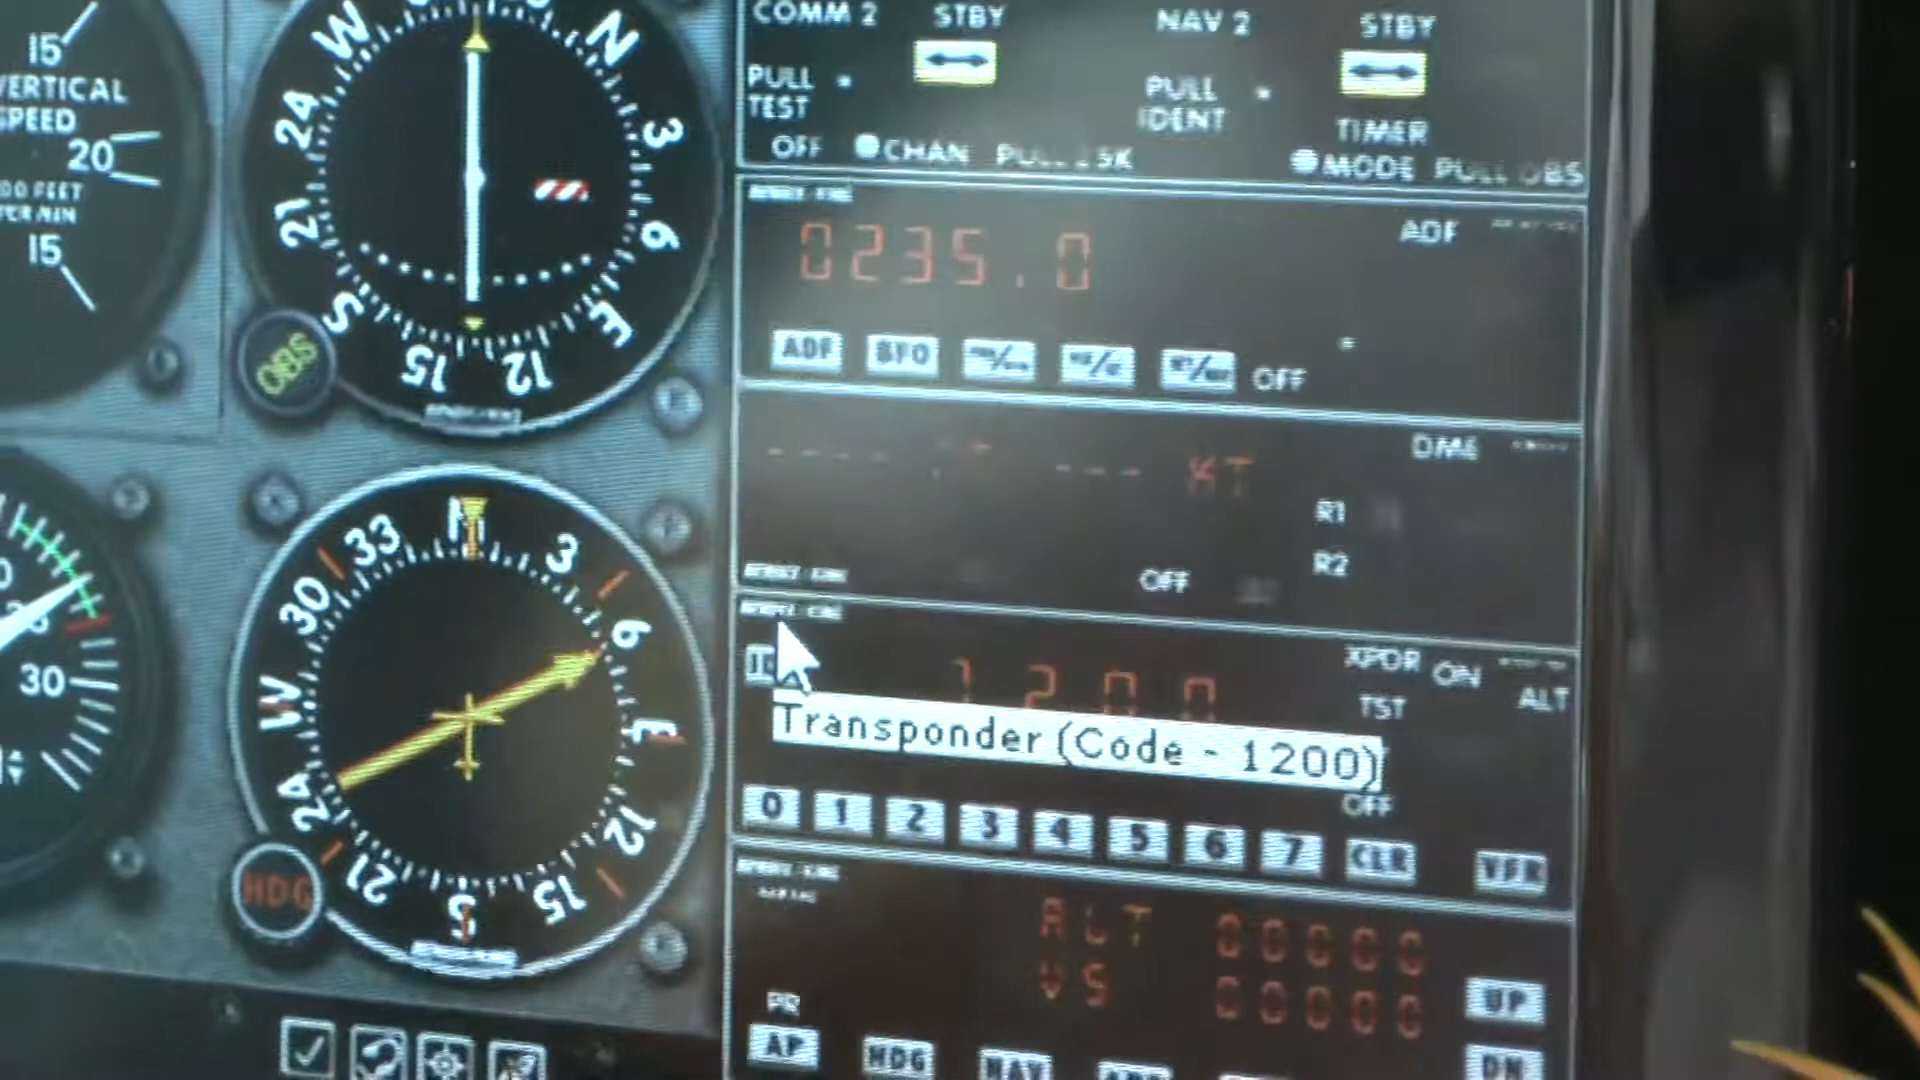 15
VERTICAL
SPEED
20
15
W
N
24
3
21
6
S
E
15
12
OBS
COMM 2
STBY
NAV 2
STBY
PULL
TEST
PULL
IDENT
TIMER
OFF
CHAN PULL 25K
MODE PULL OBS
0235.0
ADF
ADF
BFO
OFF
DME
---- .- --- KT
R1
R2
OFF
XPDR
ON
ALT
TST
1200
Transponder (Code - 1200)
OFF
0 1 2 3 4 5 6 7 CLR VFR
30
N
33
3
30
6
W
E
24
12
21
15
S
HDG
ALT 00000
VS 00000
UP
DN
PR
AP
HDG
NAV